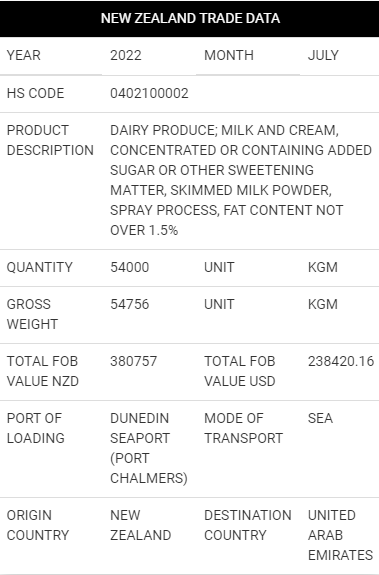 NEW ZEALAND TRADE DATA
YEAR 2022 MONTH JULY
HS CODE 0402100002
PRODUCT DESCRIPTION
DAIRY PRODUCE; MILK AND CREAM,
CONCENTRATED OR CONTAINING ADDED
SUGAR OR OTHER SWEETENING
MATTER, SKIMMED MILK POWDER,
SPRAY PROCESS, FAT CONTENT NOT
OVER 1.5%
QUANTITY 54000 UNIT KGM
GROSS
WEIGHT
54756 UNIT KGM
TOTAL FOB
VALUE NZD
380757
TOTAL FOB
VALUE USD
238420.16
PORT OF
LOADING
DUNEDIN
SEAPORT
(PORT
CHALMERS)
MODE OF
TRANSPORT
SEA
ORIGIN
COUNTRY
NEW
ZEALAND
DESTINATION
COUNTRY
UNITED
ARAB
EMIRATES